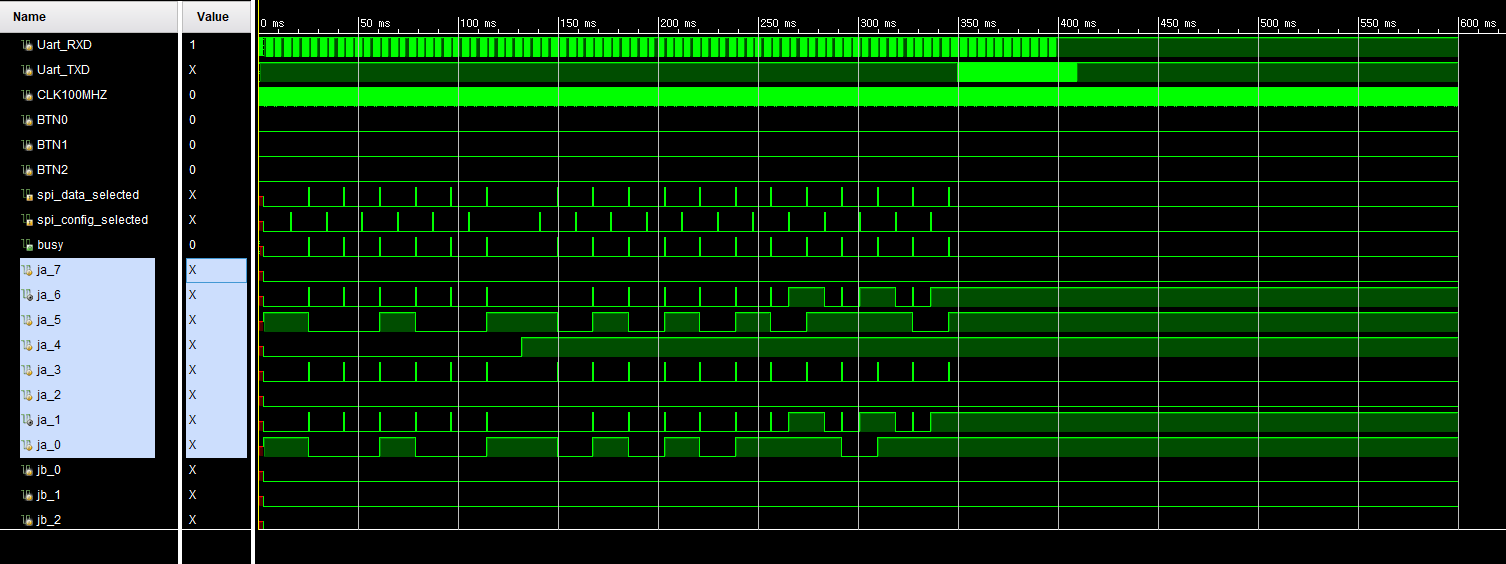 Name Value
0 ms 50 ms 100 ms 150 ms 200 ms 250 ms 300 ms 350 ms 400 ms 450 ms 500 ms 550 ms 600 ms
Uart_RXD 1
Uart_TXD X
CLK100MHZ 0
BTN0 0
BTN1 0
BTN2 0
spi_data_selected X
spi_config_selected X
busy 0
ja_7 X
ja_6 X
ja_5 X
ja_4 X
ja_3 X
ja_2 X
ja_1 X
ja_0 X
jb_0 X
jb_1 X
jb_2 X